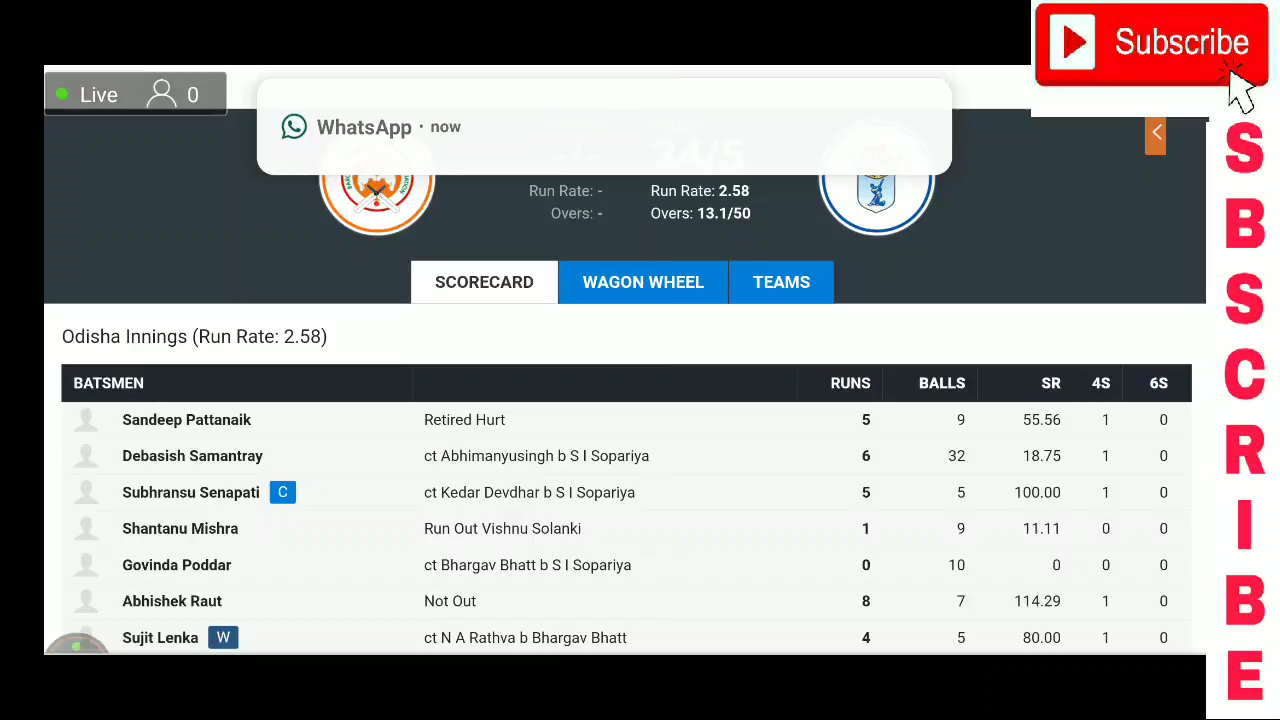 Subscribe
Live 0
WhatsApp · now
34/5
Run Rate: - Run Rate: 2.58
Overs: - Overs: 13.1/50
SCORECARD WAGON WHEEL TEAMS
Odisha Innings (Run Rate: 2.58)
BATSMEN RUNS BALLS SR 4S 6S
Sandeep Pattanaik Retired Hurt 5 9 55.56 1 0
Debasish Samantray ct Abhimanyusingh b S I Sopariya 6 32 18.75 1 0
Subhransu Senapati C ct Kedar Devdhar b S I Sopariya 5 5 100.00 1 0
Shantanu Mishra Run Out Vishnu Solanki 1 9 11.11 0 0
Govinda Poddar ct Bhargav Bhatt b S I Sopariya 0 10 0 0 0
Abhishek Raut Not Out 8 7 114.29 1 0
Sujit Lenka W ct N A Rathva b Bhargav Bhatt 4 5 80.00 1 0
S
B
S
C
R
I
B
E